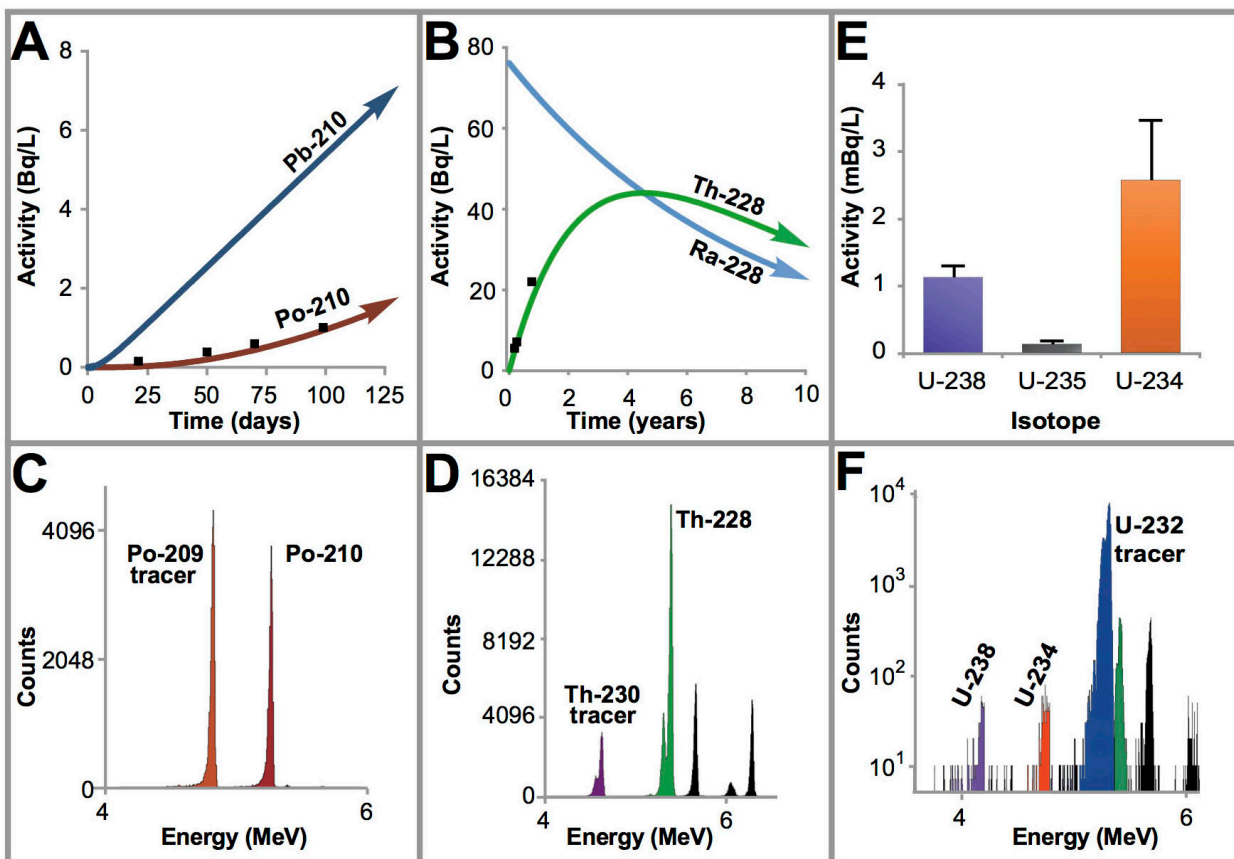 A
8
6
4
2
0
Activity (Bq/L)
Pb-210
Po-210
0 25 50 75 100 125
Time (days)
B
80
60
40
20
0
Activity (Bq/L)
Th-228
Ra-228
0 2 4 6 8 10
Time (years)
E
4
3
2
1
0
Activity (mBq/L)
U-238 U-235 U-234
Isotope
C
4096
2048
0
Counts
Po-209
tracer
Po-210
4 6
Energy (MeV)
D
16384
12288
8192
4096
0
Counts
Th-230
tracer
Th-228
4 6
Energy (MeV)
F
10⁴
10³
10²
10¹
Counts
U-238
U-234
U-232
tracer
4 6
Energy (MeV)